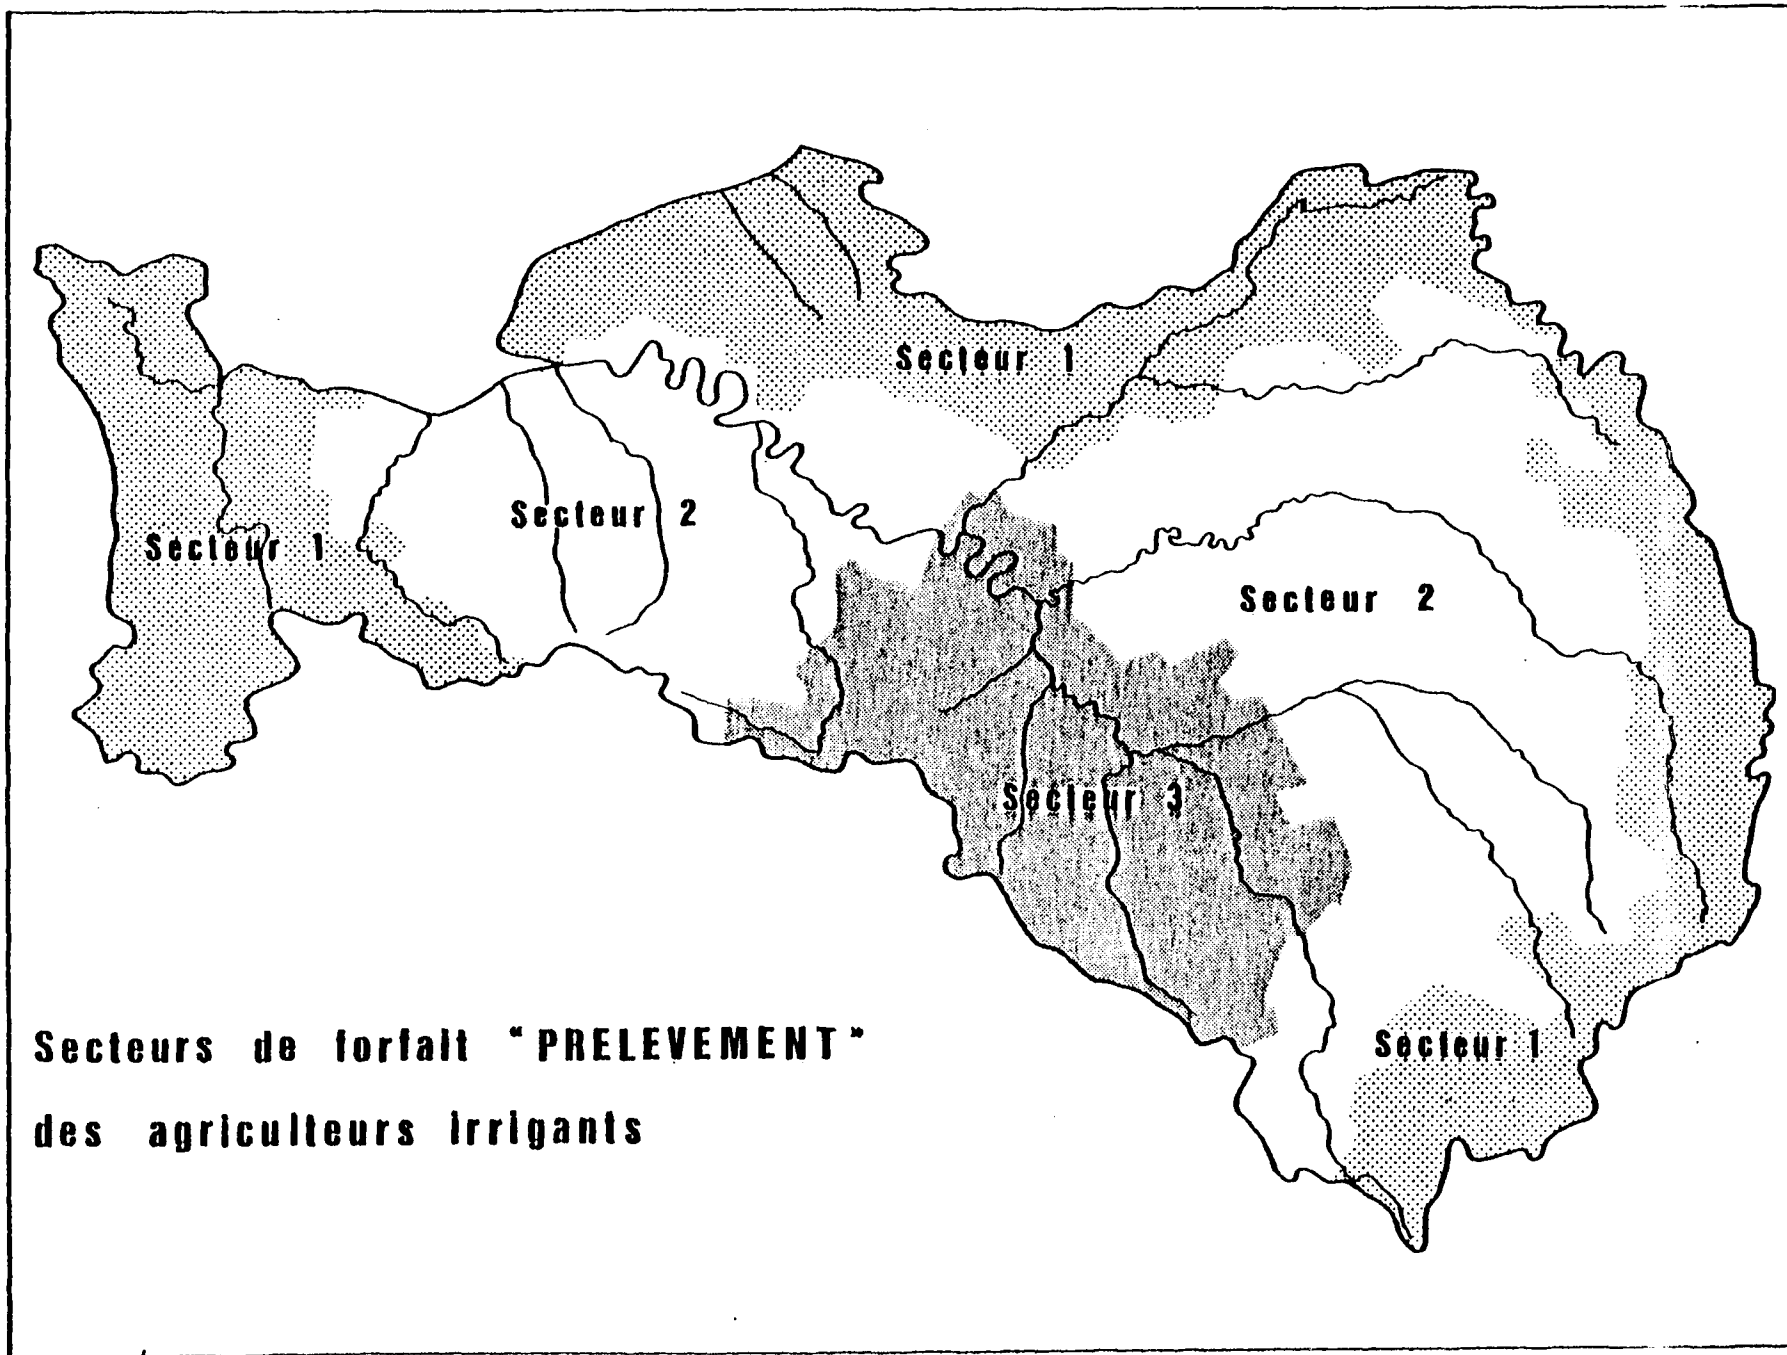 Secteur 1
Secteur 2
Secteur 1
Secteur 2
Secteur 3
Secteur 1
Secteurs de forfait "PRELEVEMENT"
des agriculteurs irrigants